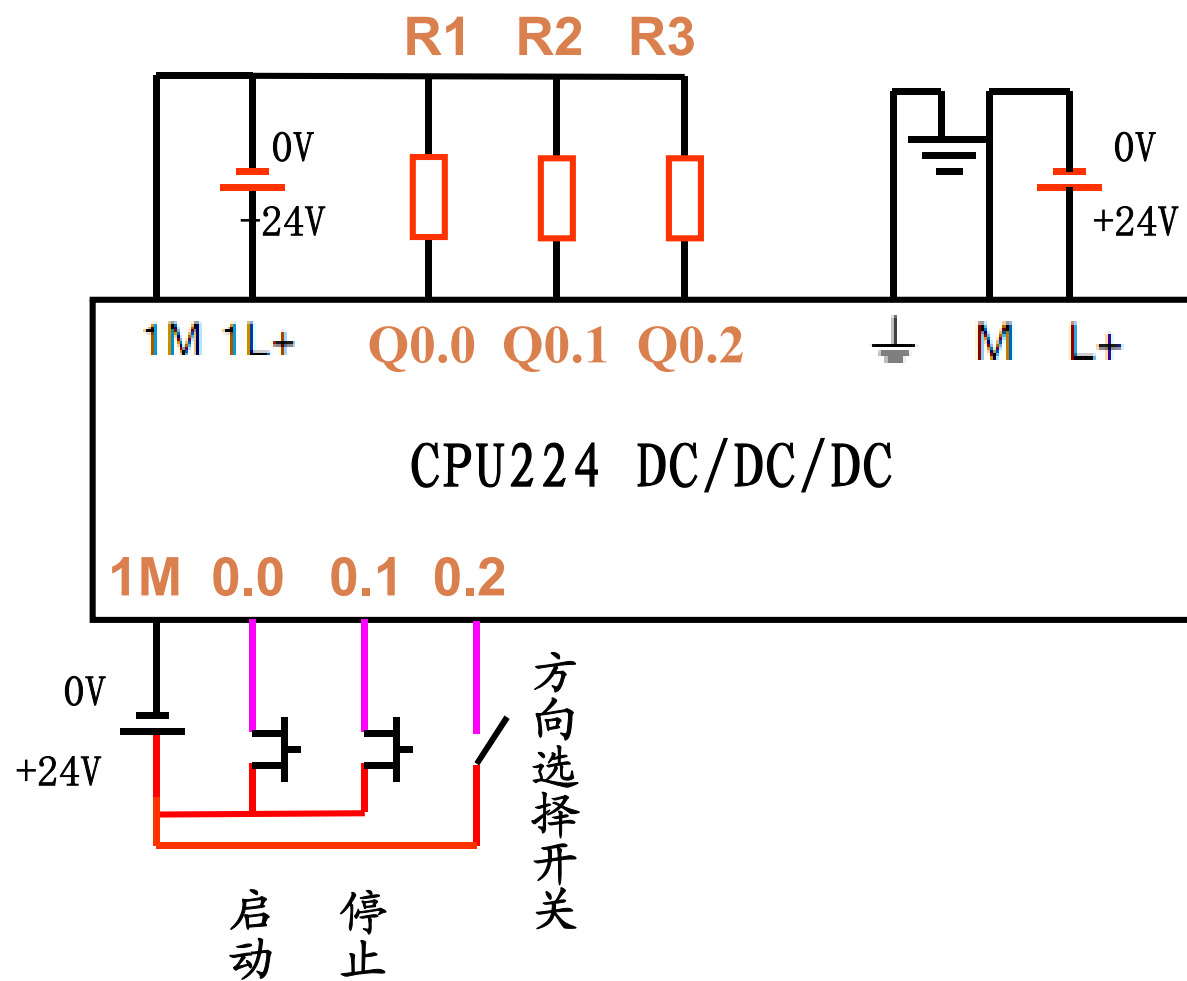 R1 R2 R3
0V
+24V
0V
+24V
1M 1L+ Q0.0 Q0.1 Q0.2 M L+
CPU224 DC/DC/DC
1M 0.0 0.1 0.2
0V
+24V
方向选择开关
启动
停止